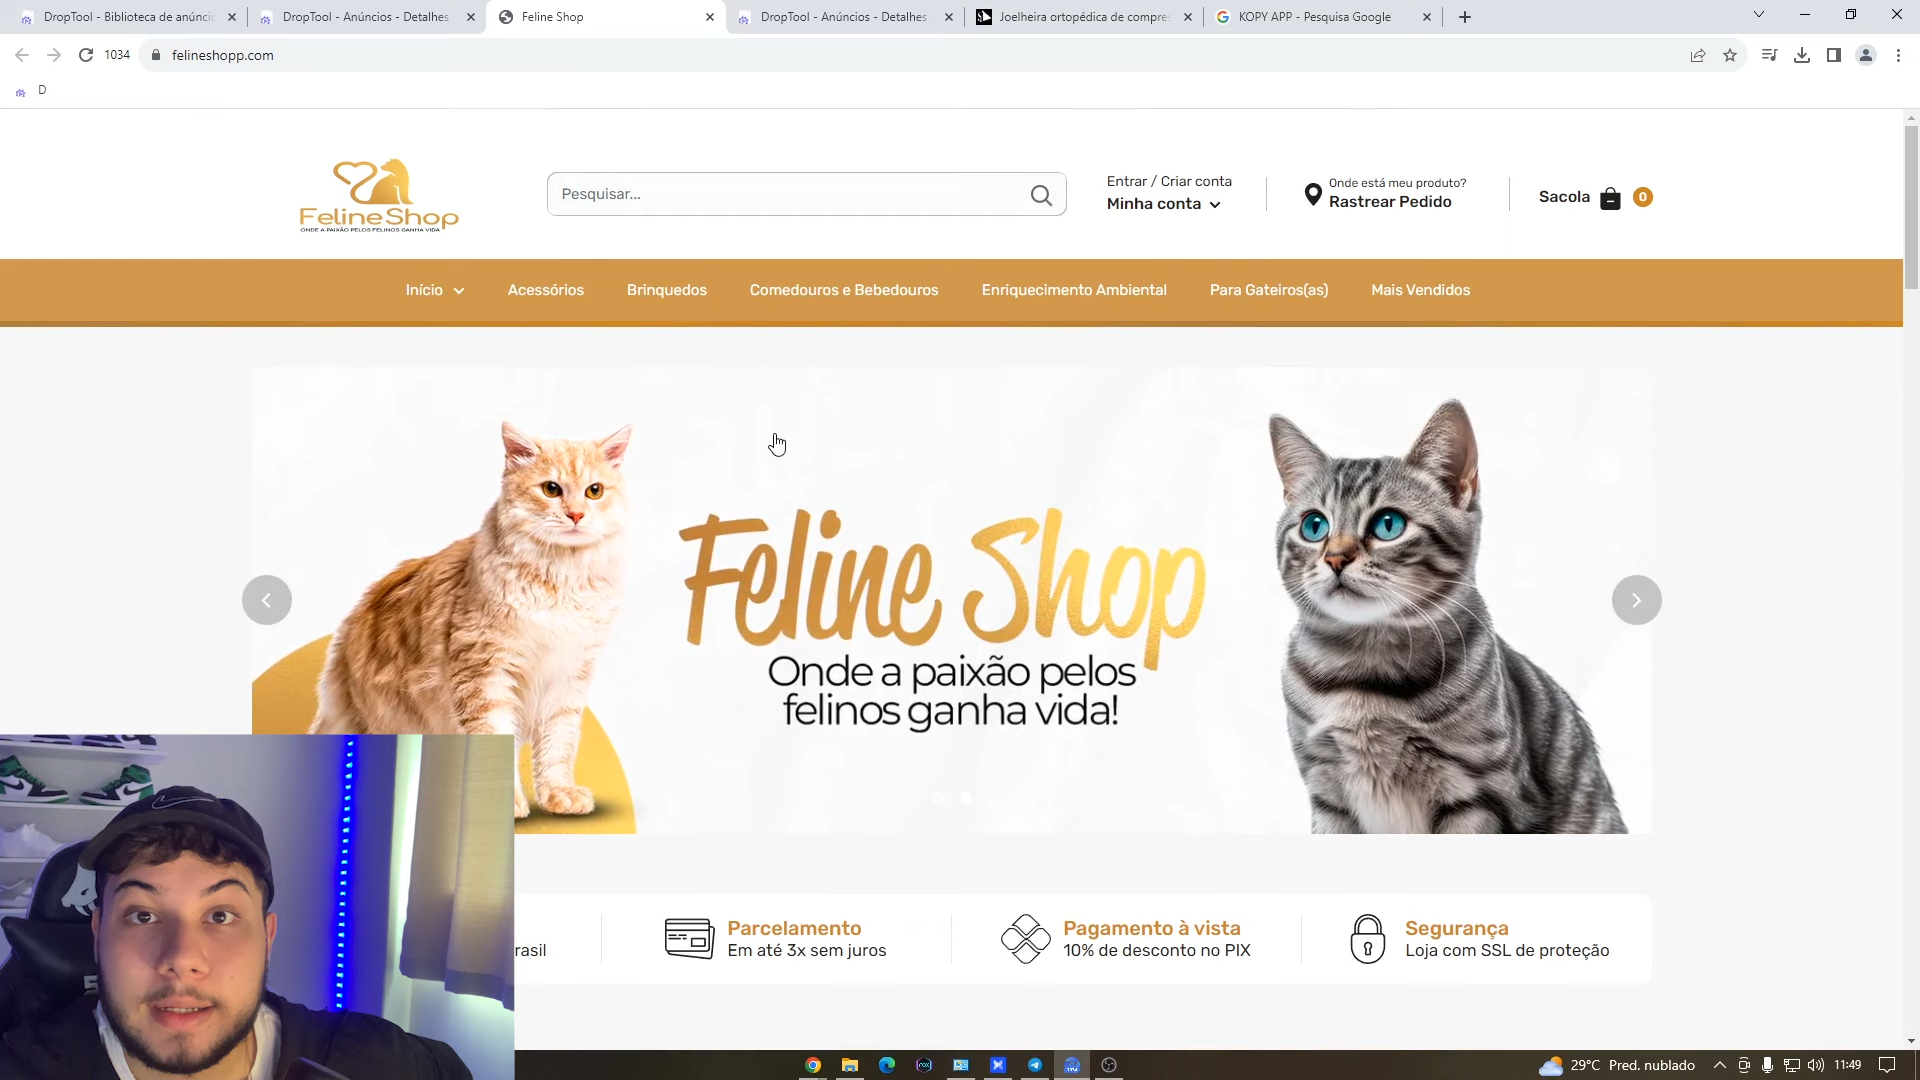 DropTool - Biblioteca de anúnci
DropTool - Anúncios - Detalhes
Feline Shop
DropTool - Anúncios - Detalhes
Joelheira ortopédica de compres
KOPY APP - Pesquisa Google
1034
felineshopp.com
D
FelineShop
ONDE A PAIXÃO PELOS FELINOS GANHA VIDA
Pesquisar...
Entrar / Criar conta
Minha conta
Onde está meu produto?
Rastrear Pedido
Sacola
0
Início
Acessórios
Brinquedos
Comedouros e Bebedouros
Enriquecimento Ambiental
Para Gateiros(as)
Mais Vendidos
Feline Shop
Onde a paixão pelos
felinos ganha vida!
rasil
Parcelamento
Em até 3x sem juros
Pagamento à vista
10% de desconto no PIX
Segurança
Loja com SSL de proteção
29°C Pred. nublado
11:49